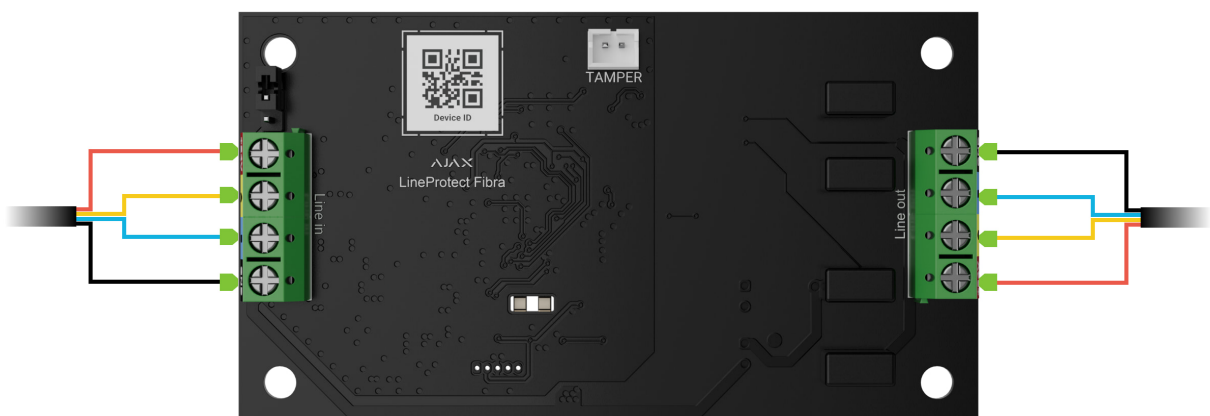 Device ID
TAMPER
AJAX
LineProtect Fibra
Line in
Line out